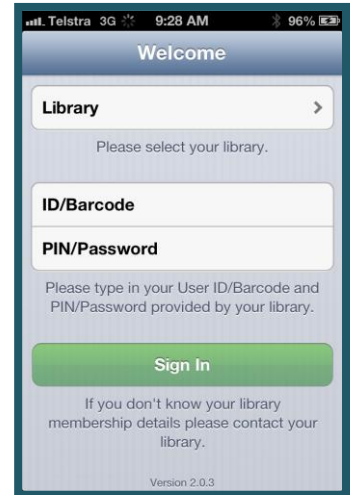 Telstra 3G 9:28 AM 96%
Welcome
Library
Please select your library.
ID/Barcode
PIN/Password
Please type in your User ID/Barcode and
PIN/Password provided by your library.
Sign In
If you don't know your library
membership details please contact your
library.
Version 2.0.3